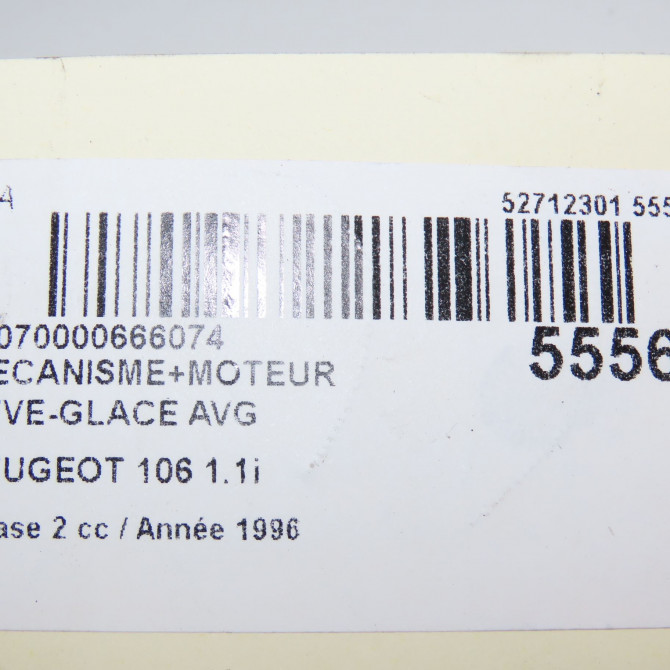 A
52712301 555
070000666074
5556
ECANISME+MOTEUR
VE-GLACE AVG
UGEOT 106 1.1i
ase 2 cc / Année 1996